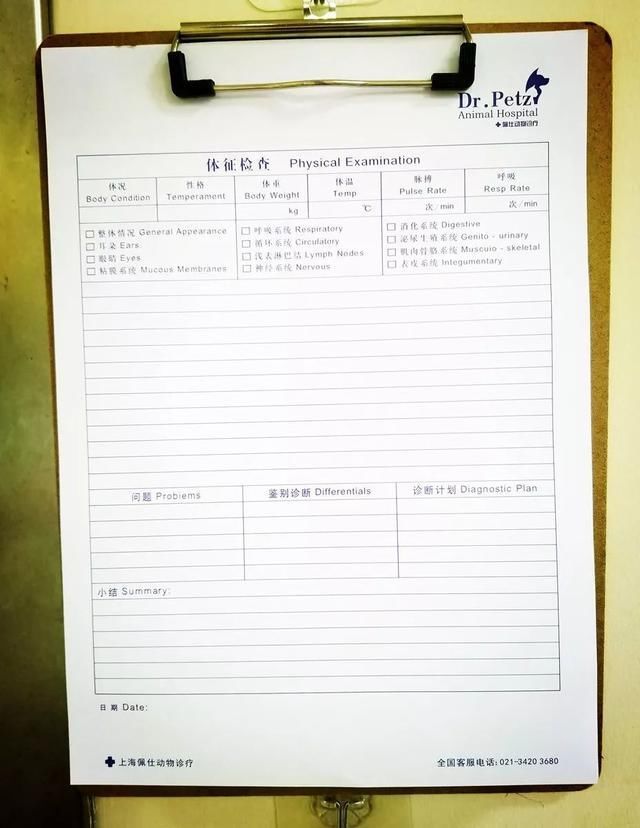 Dr.Petz
Animal Hospital
佩仕动物诊疗
体征检查 Physical Examination
体况 性格 体重 体温 脉搏 呼吸
Body Condition Temperament Body Weight Temp Pulse Rate Resp Rate
kg ℃ 次/min 次/min
整体情况 General Appearance 呼吸系统 Respiratory 消化系统 Digestive
耳朵 Ears 循环系统 Circulatory 泌尿生殖系统 Genito - urinary
眼睛 Eyes 浅表淋巴结 Lymph Nodes 肌肉骨骼系统 Muscuio - skeletal
粘膜系统 Mucous Membranes 神经系统 Nervous 表皮系统 Integumentary
问题 Probiems 鉴别诊断 Differentials 诊断计划 Diagnostic Plan
小结 Summary:
日期 Date:
上海佩仕动物诊疗 全国客服电话:021-3420 3680